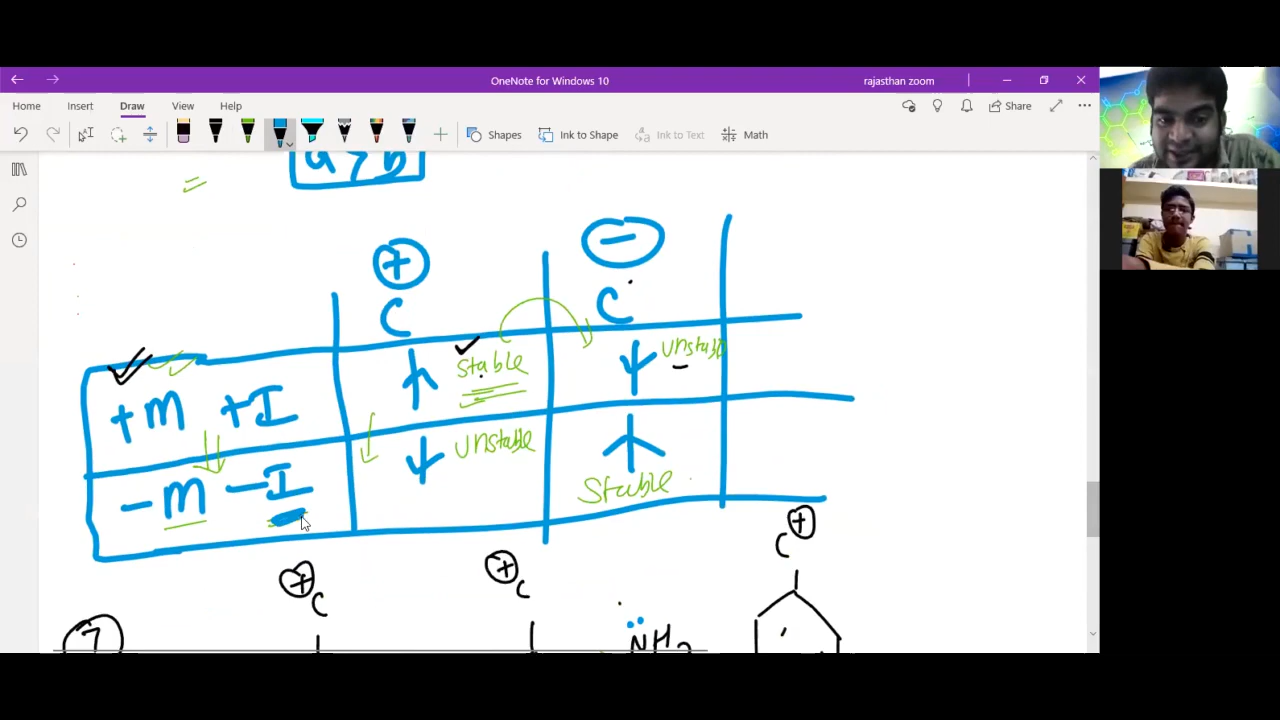 OneNote for Windows 10
rajasthan zoom
Home Insert Draw View Help
Share
Shapes Ink to Shape Ink to Text Math
a > b
+ −
C C
+m +I ↑ stable ↓ unstable
−m −I ↓ unstable ↑ stable
+ C + C C +
7 NH2